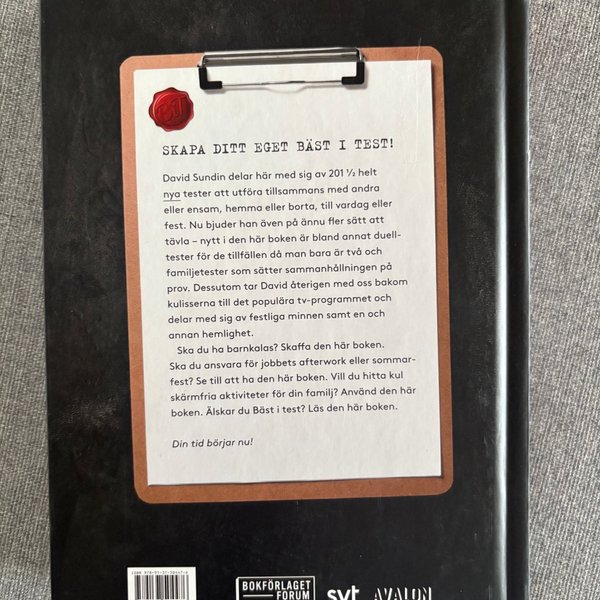 SKAPA DITT EGET BÄST I TEST!
David Sundin delar här med sig av 201 ½ helt
nya tester att utföra tillsammans med andra
eller ensam, hemma eller borta, till vardag eller
fest. Nu bjuder han även på ännu fler sätt att
tävla – nytt i den här boken är bland annat duell-
tester för de tillfällen då man bara är två och
familjetester som sätter sammanhållningen på
prov. Dessutom tar David återigen med oss bakom
kulisserna till det populära tv-programmet och
delar med sig av festliga minnen samt en och
annan hemlighet.
Ska du ha barnkalas? Skaffa den här boken.
Ska du ansvara för jobbets afterwork eller sommar-
fest? Se till att ha den här boken. Vill du hitta kul
skärmfria aktiviteter för din familj? Använd den här
boken. Älskar du Bäst i test? Läs den här boken.
Din tid börjar nu!
BOKFÖRLAGET
FORUM
svt
AVALON